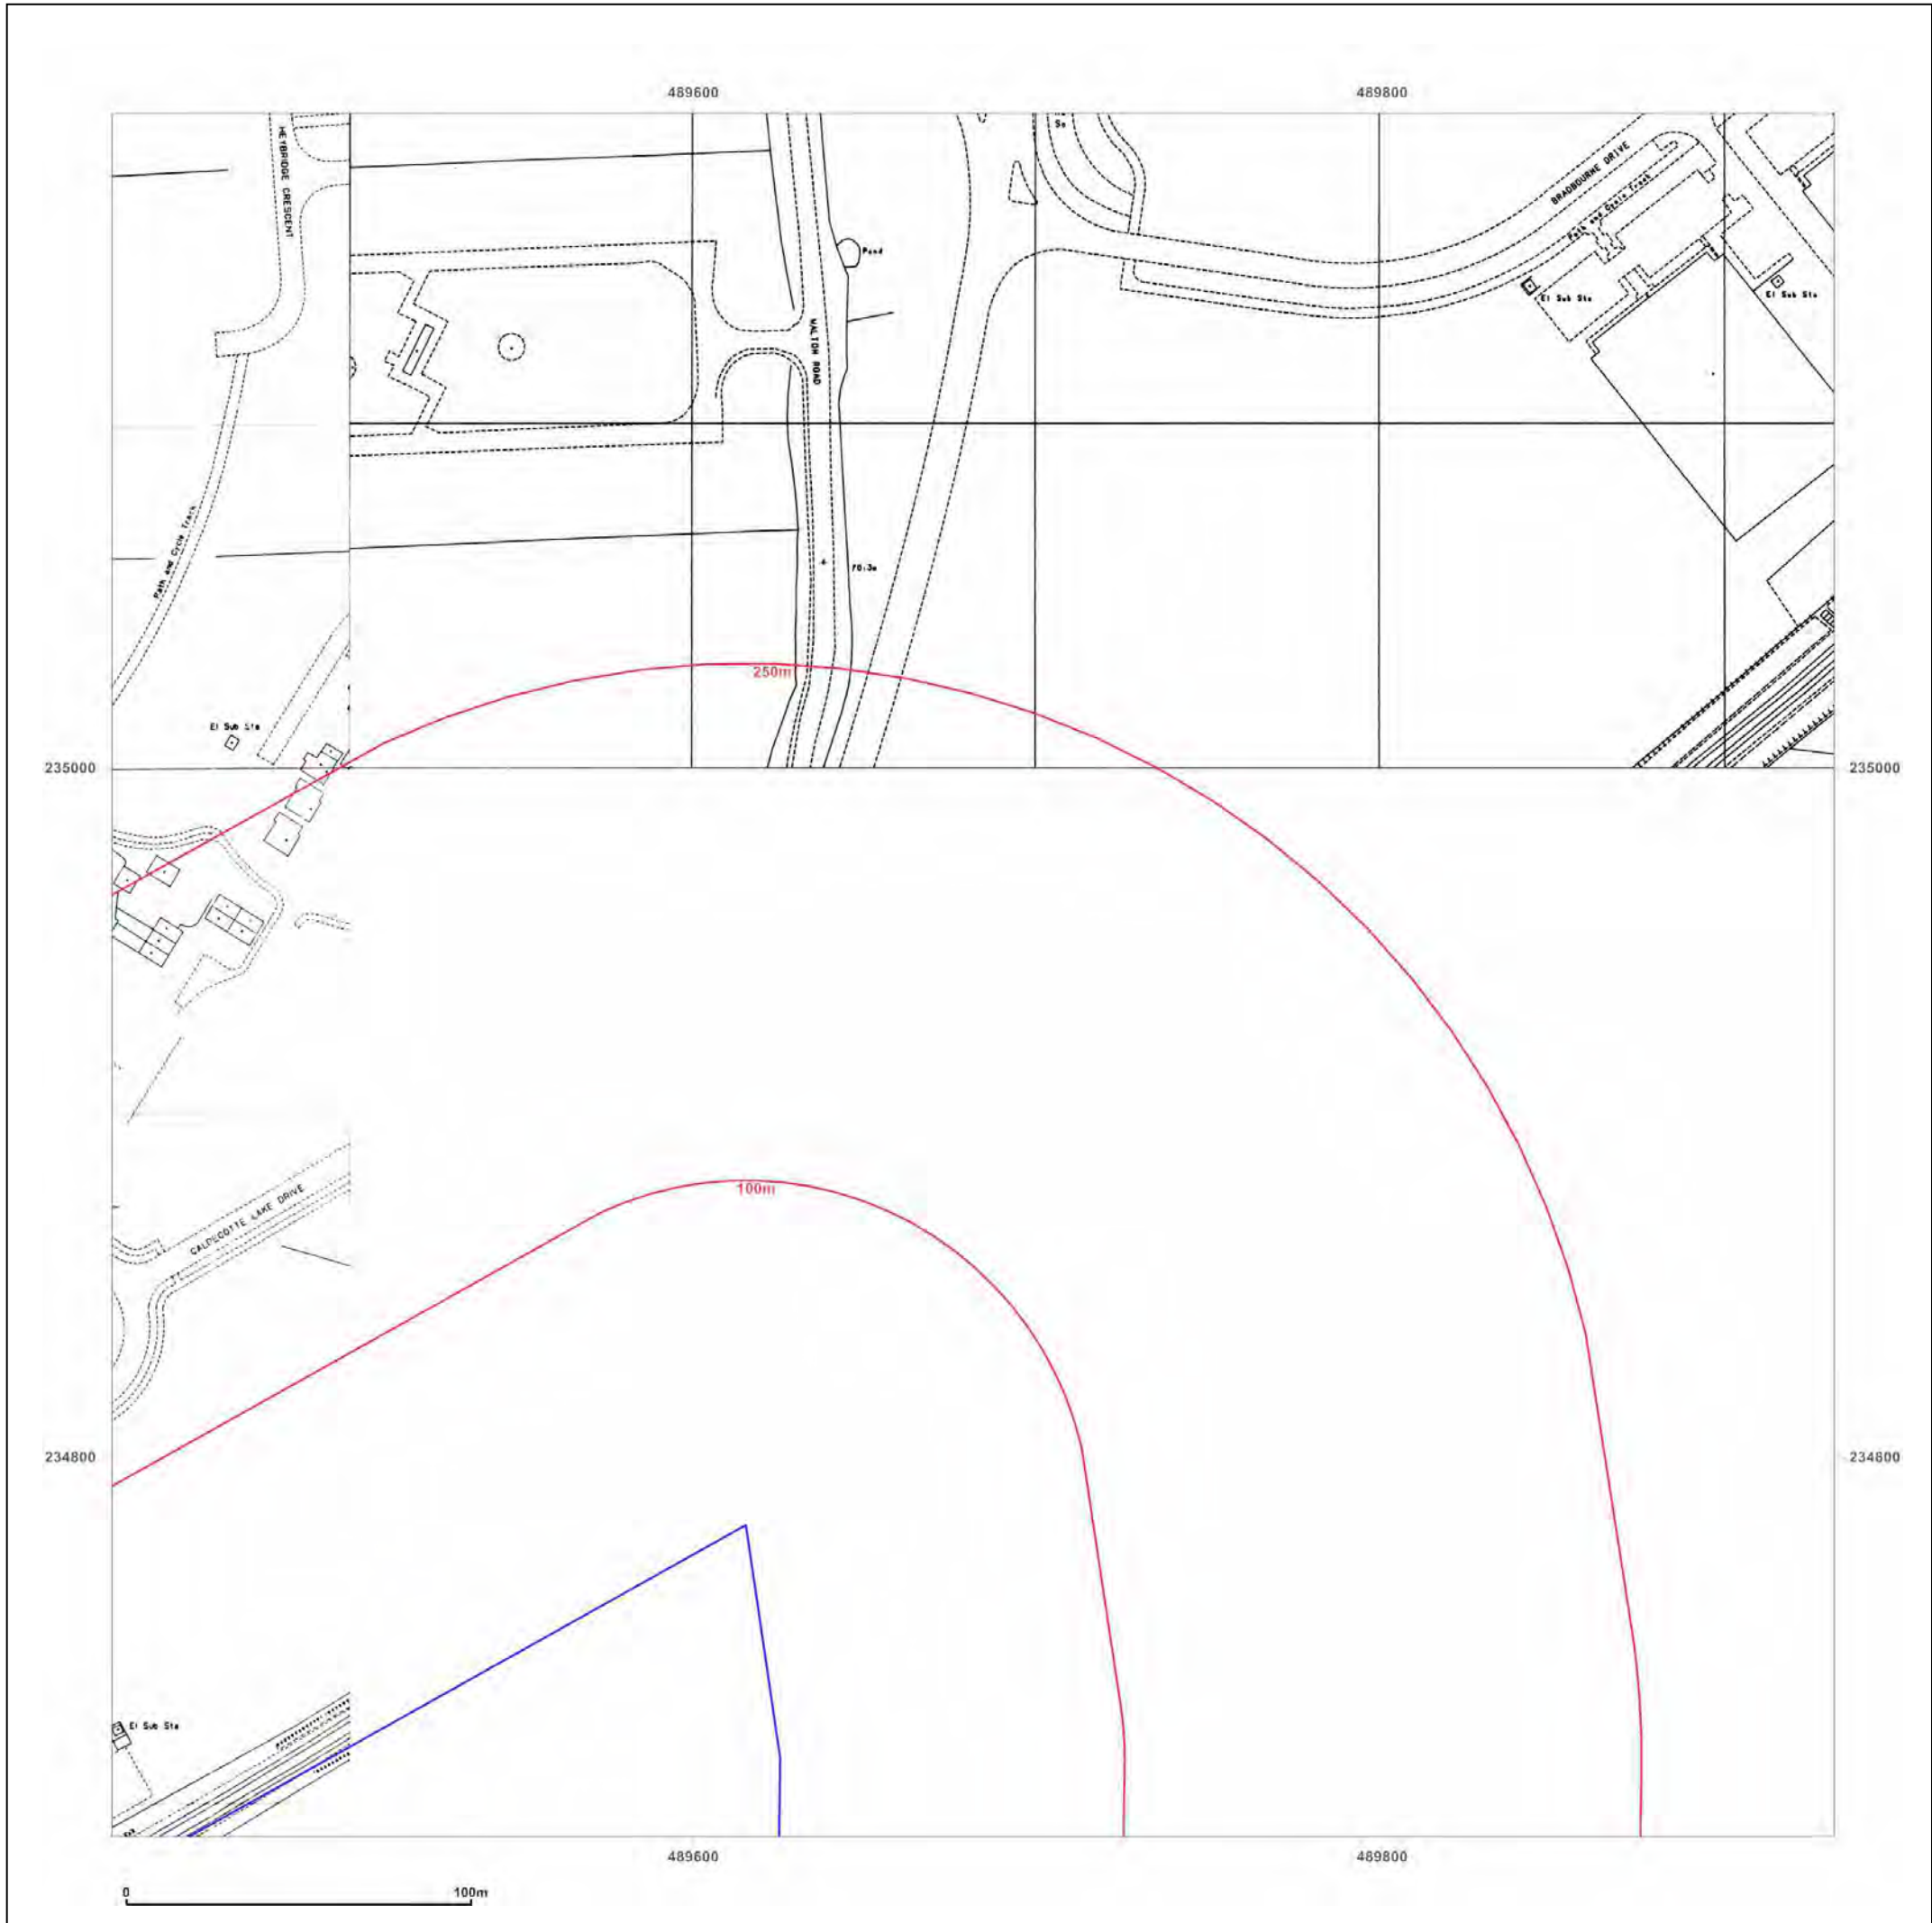 489600
489800
So
HEYBRIDGE CRESCENT
BRADBOURNE DRIVE
Path and Cycle Track
Pond
El Sub Sta
El Sub Sta
WALTON ROAD
Path and Cycle Track
70.3m
250m
El Sub Sta
235000
235000
100m
CALDECOTTE LAKE DRIVE
234800
234800
El Sub Sta
489600
489800
0
100m